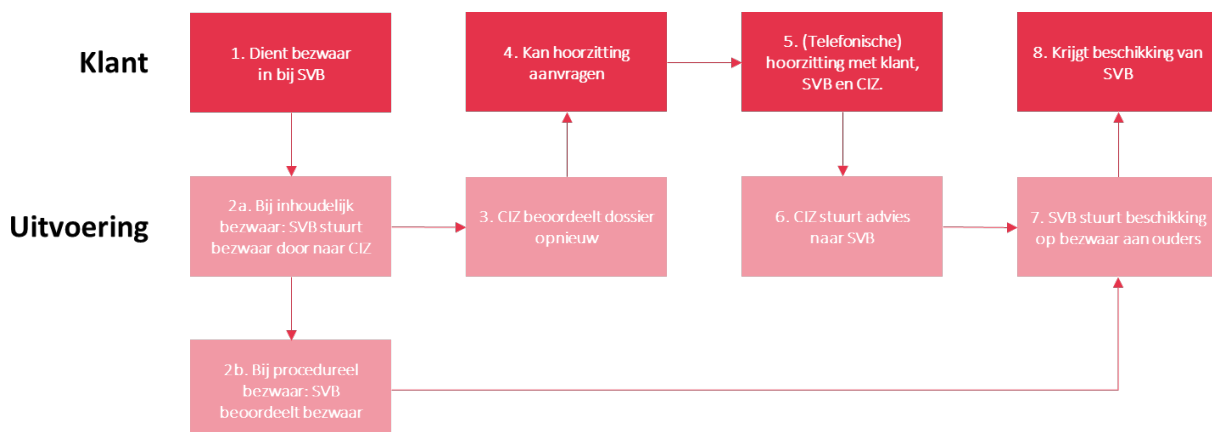 Klant
1. Dient bezwaar
in bij SVB
4. Kan hoorzitting
aanvragen
5. (Telefonische)
hoorzitting met klant,
SVB en CIZ.
8. Krijgt beschikking van
SVB
Uitvoering
2a. Bij inhoudelijk
bezwaar: SVB stuurt
bezwaar door naar CIZ
3. CIZ beoordeelt dossier
opnieuw
6. CIZ stuurt advies
naar SVB
7. SVB stuurt beschikking
op bezwaar aan ouders
2b. Bij procedureel
bezwaar: SVB
beoordeelt bezwaar